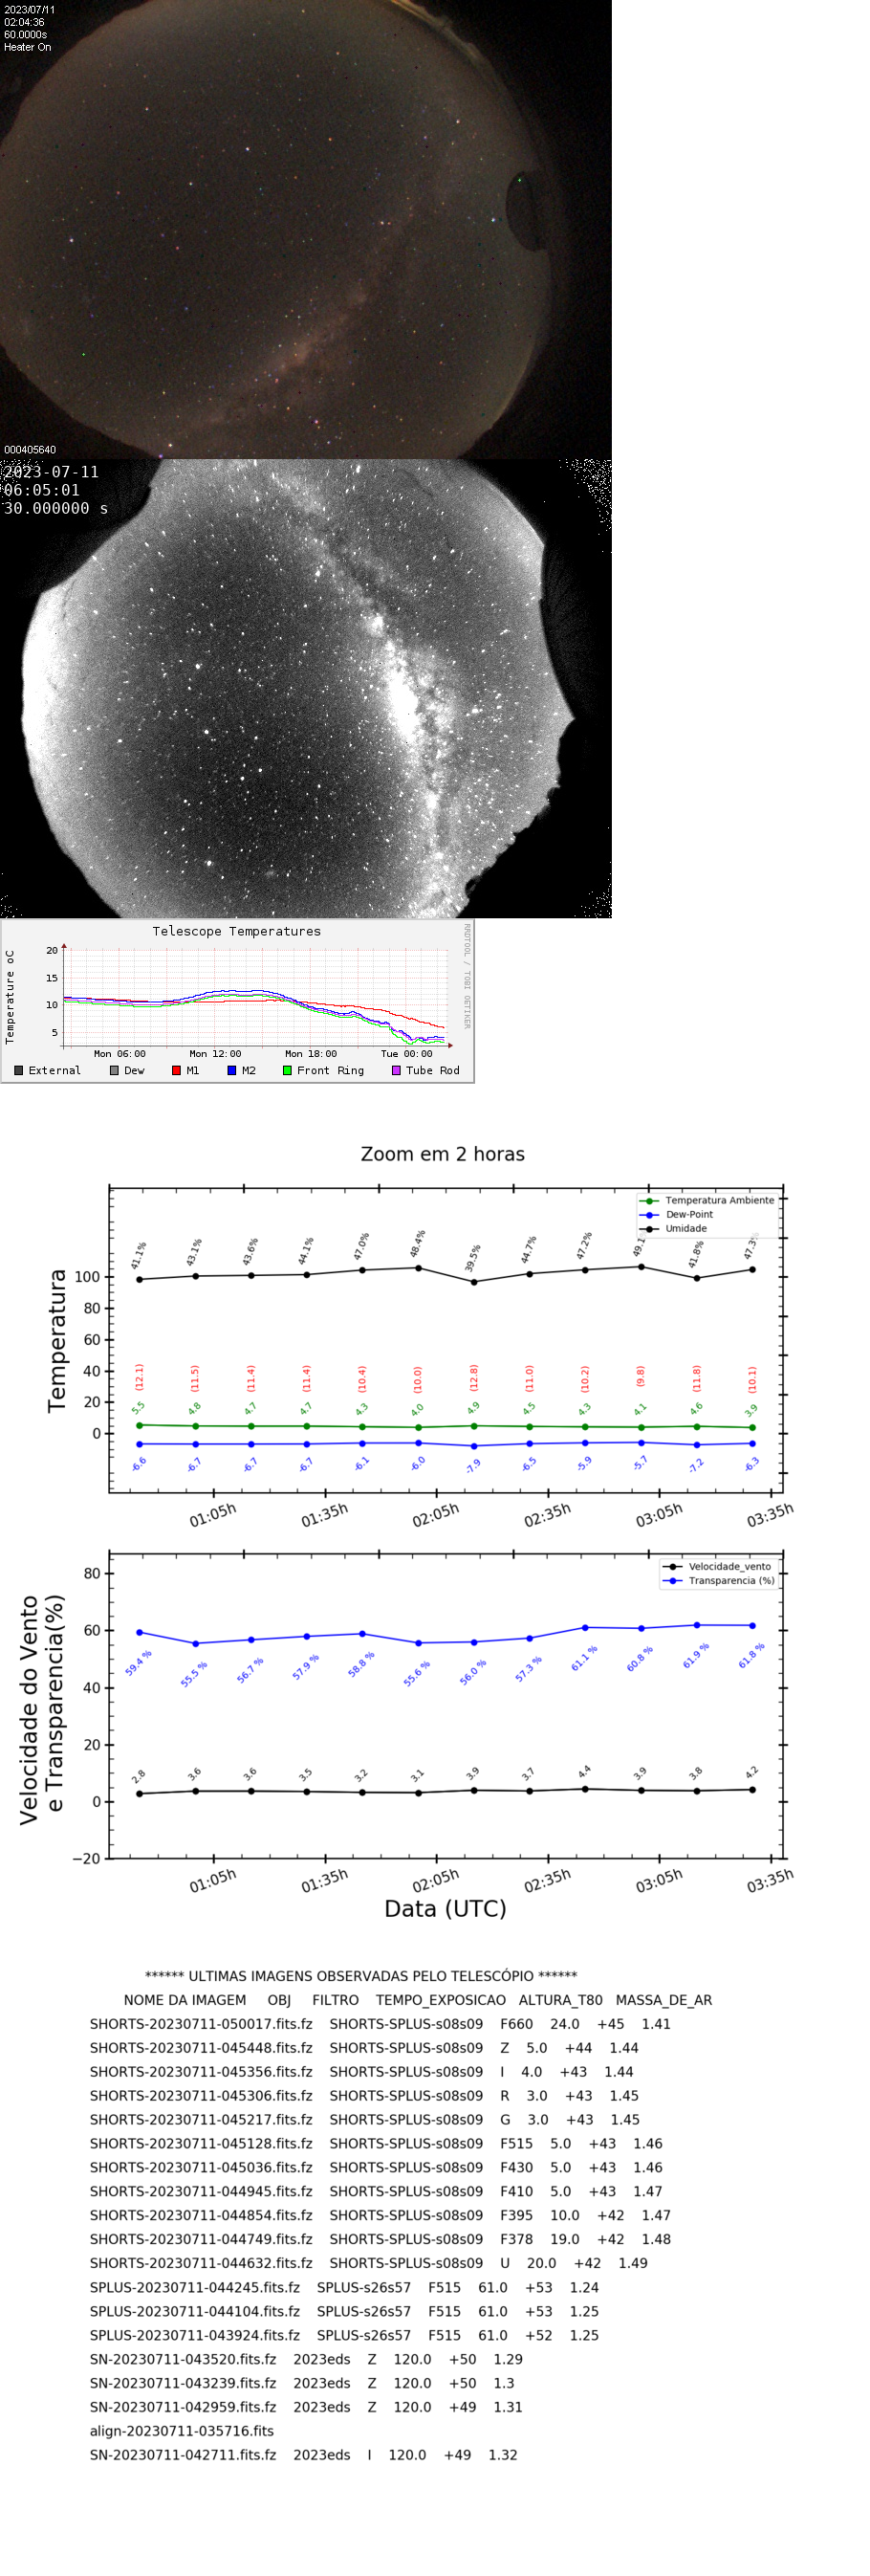 2023/07/11
02:04:36
60.0000s
Heater On
000405640
2023-07-11
06:05:01
30.000000 s
Telescope Temperatures
RRDTOOL / TOBI OETIKER
Temperature oC
20
15
10
5
Mon 06:00 Mon 12:00 Mon 18:00 Tue 00:00
External Dew M1 M2 Front Ring Tube Rod
Zoom em 2 horas
Temperatura Ambiente
Dew-Point
Umidade
Temperatura
100
80
60
40
20
0
41.1% 43.1% 43.6% 44.1% 47.0% 48.4% 39.5% 44.7% 47.2% 49.1 41.8% 47.3%
(12.1) (11.5) (11.4) (11.4) (10.4) (10.0) (12.8) (11.0) (10.2) (9.8) (11.8) (10.1)
5.5 4.8 4.7 4.7 4.3 4.0 4.9 4.5 4.3 4.1 4.6 3.9
-6.6 -6.7 -6.7 -6.7 -6.1 -6.0 -7.9 -6.5 -5.9 -5.7 -7.2 -6.3
01:05h 01:35h 02:05h 02:35h 03:05h 03:35h
Velocidade_vento
Transparencia (%)
Velocidade do Vento
e Transparencia(%)
80
60
40
20
0
−20
59.4 % 55.5 % 56.7 % 57.9 % 58.8 % 55.6 % 56.0 % 57.3 % 61.1 % 60.8 % 61.9 % 61.8 %
2.8 3.6 3.6 3.5 3.2 3.1 3.9 3.7 4.4 3.9 3.8 4.2
01:05h 01:35h 02:05h 02:35h 03:05h 03:35h
Data (UTC)
****** ULTIMAS IMAGENS OBSERVADAS PELO TELESCÓPIO ******
NOME DA IMAGEM OBJ FILTRO TEMPO_EXPOSICAO ALTURA_T80 MASSA_DE_AR
SHORTS-20230711-050017.fits.fz SHORTS-SPLUS-s08s09 F660 24.0 +45 1.41
SHORTS-20230711-045448.fits.fz SHORTS-SPLUS-s08s09 Z 5.0 +44 1.44
SHORTS-20230711-045356.fits.fz SHORTS-SPLUS-s08s09 I 4.0 +43 1.44
SHORTS-20230711-045306.fits.fz SHORTS-SPLUS-s08s09 R 3.0 +43 1.45
SHORTS-20230711-045217.fits.fz SHORTS-SPLUS-s08s09 G 3.0 +43 1.45
SHORTS-20230711-045128.fits.fz SHORTS-SPLUS-s08s09 F515 5.0 +43 1.46
SHORTS-20230711-045036.fits.fz SHORTS-SPLUS-s08s09 F430 5.0 +43 1.46
SHORTS-20230711-044945.fits.fz SHORTS-SPLUS-s08s09 F410 5.0 +43 1.47
SHORTS-20230711-044854.fits.fz SHORTS-SPLUS-s08s09 F395 10.0 +42 1.47
SHORTS-20230711-044749.fits.fz SHORTS-SPLUS-s08s09 F378 19.0 +42 1.48
SHORTS-20230711-044632.fits.fz SHORTS-SPLUS-s08s09 U 20.0 +42 1.49
SPLUS-20230711-044245.fits.fz SPLUS-s26s57 F515 61.0 +53 1.24
SPLUS-20230711-044104.fits.fz SPLUS-s26s57 F515 61.0 +53 1.25
SPLUS-20230711-043924.fits.fz SPLUS-s26s57 F515 61.0 +52 1.25
SN-20230711-043520.fits.fz 2023eds Z 120.0 +50 1.29
SN-20230711-043239.fits.fz 2023eds Z 120.0 +50 1.3
SN-20230711-042959.fits.fz 2023eds Z 120.0 +49 1.31
align-20230711-035716.fits
SN-20230711-042711.fits.fz 2023eds I 120.0 +49 1.32